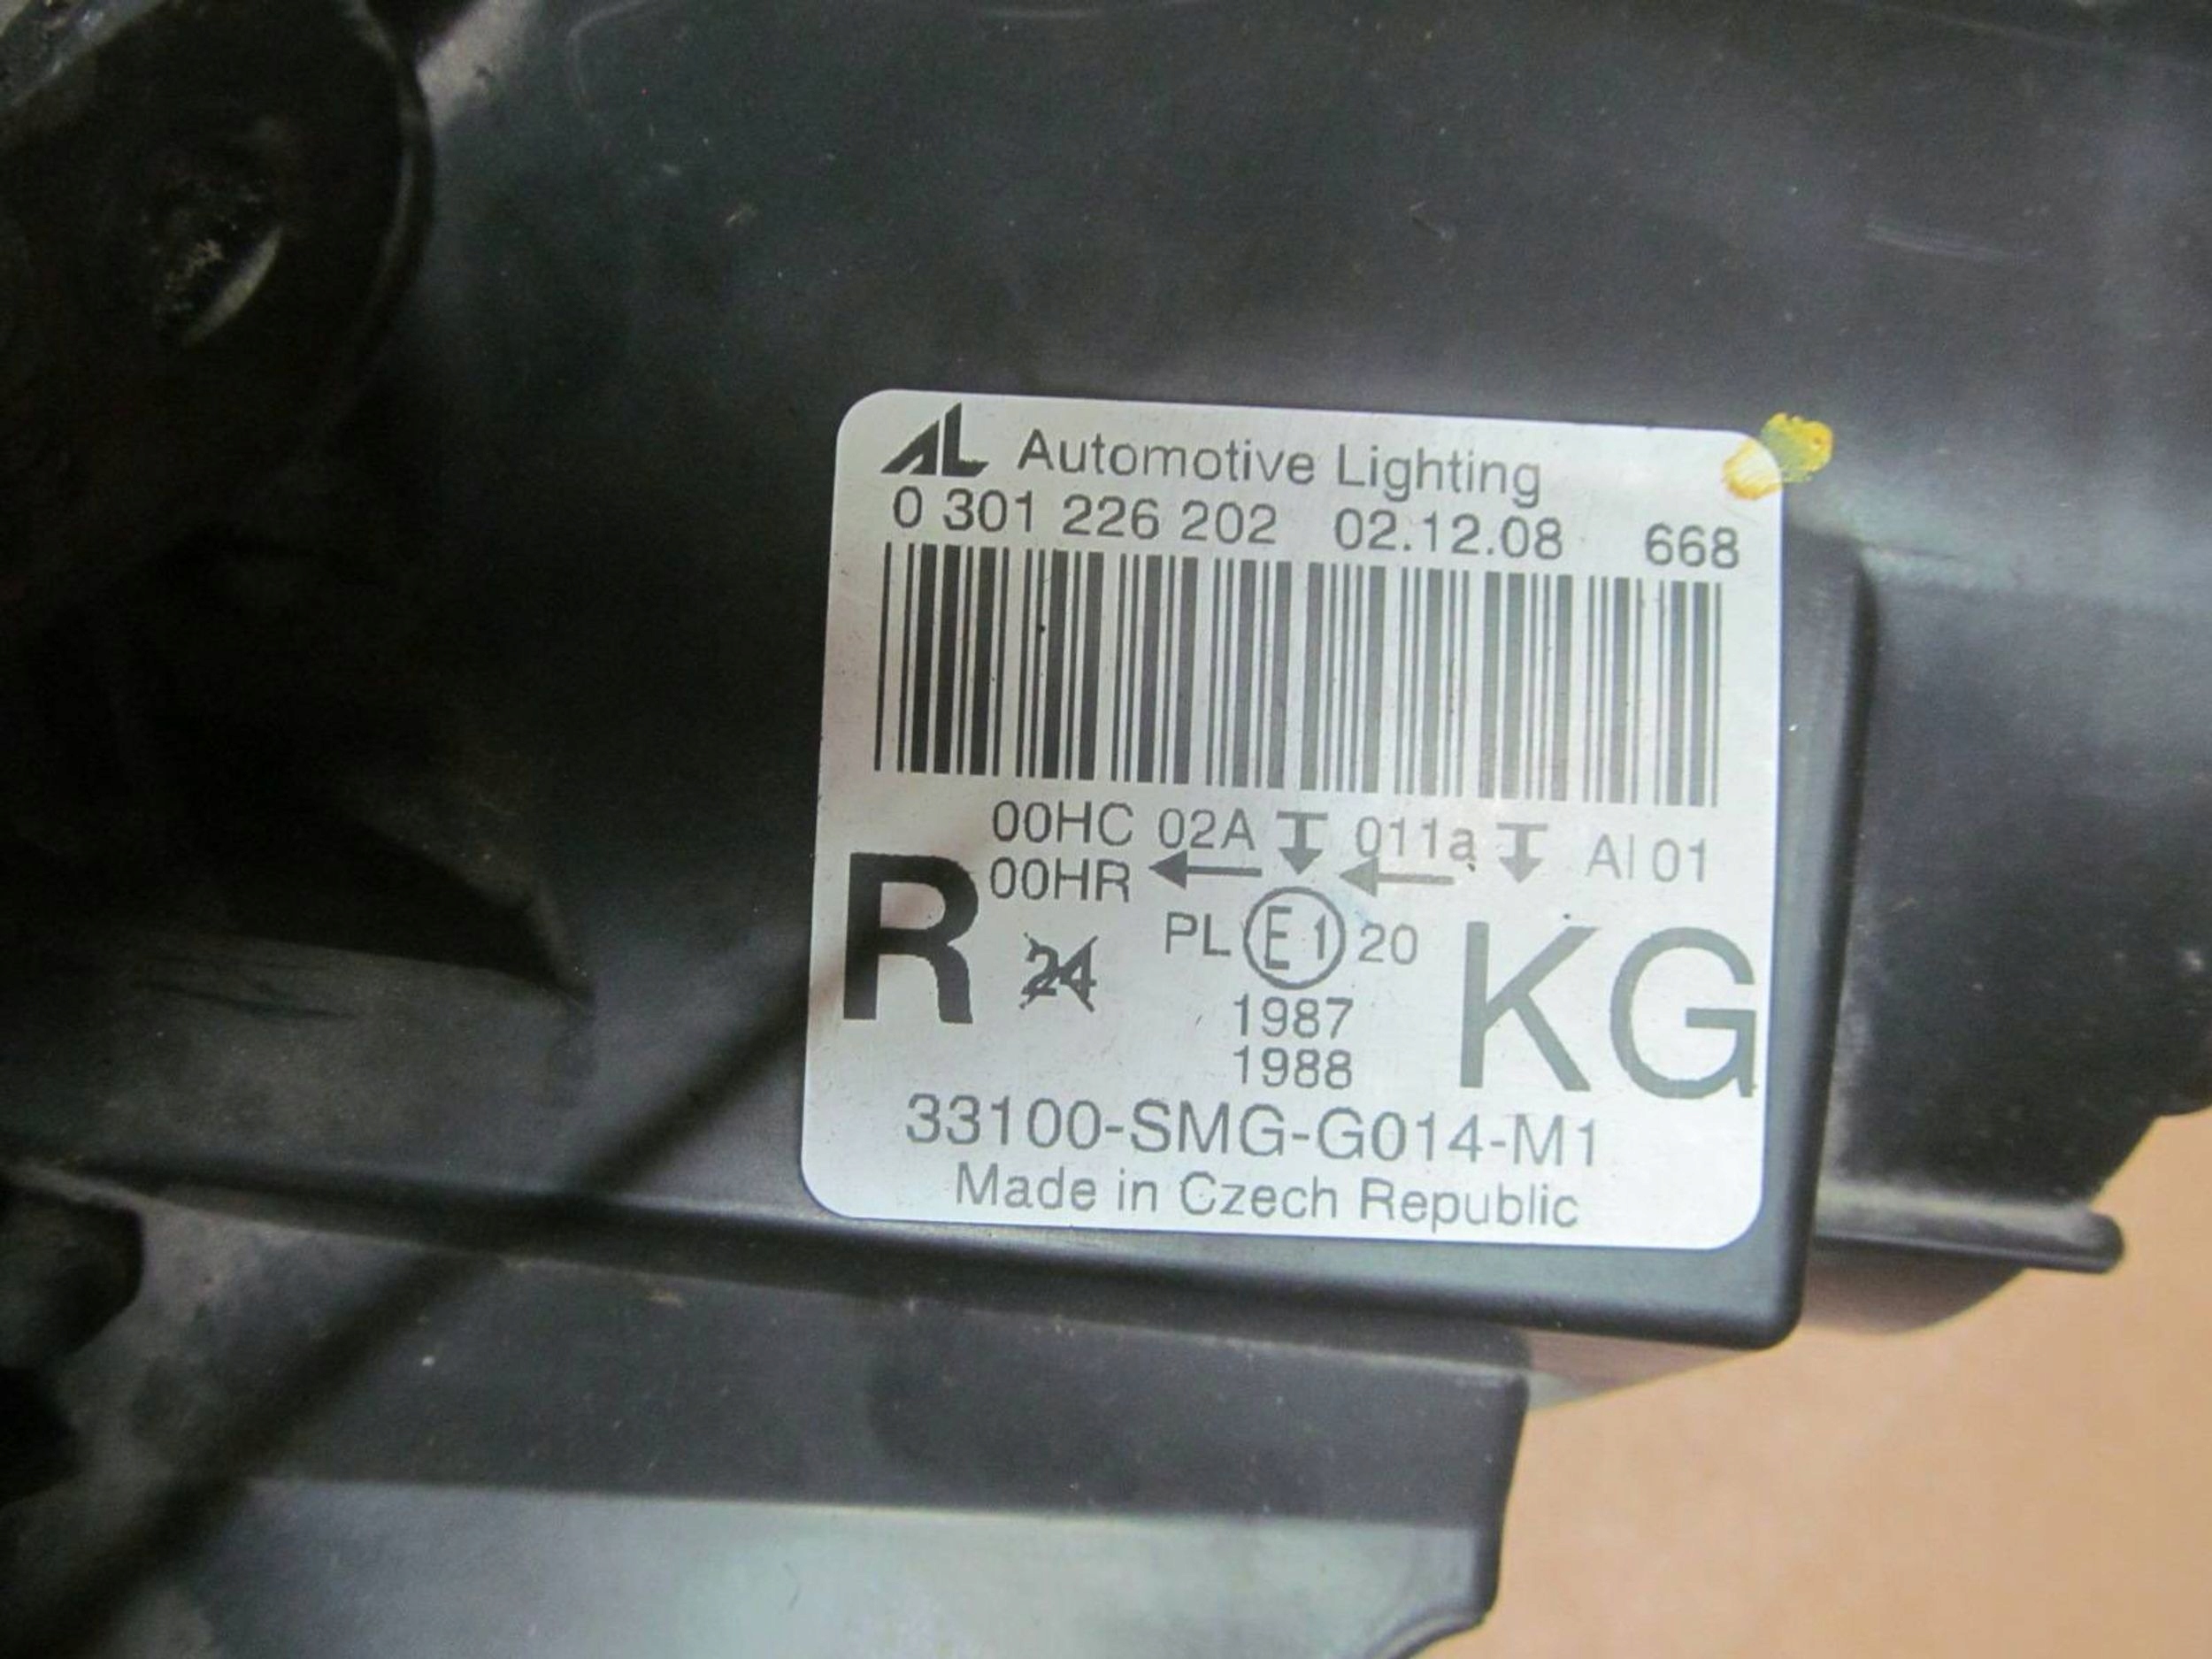 AL Automotive Lighting
0 301 226 202 02.12.08 668
00HC 02A 011a AI 01
00HR
R 24 PL E1 20 KG
1987
1988
33100-SMG-G014-M1
Made in Czech Republic